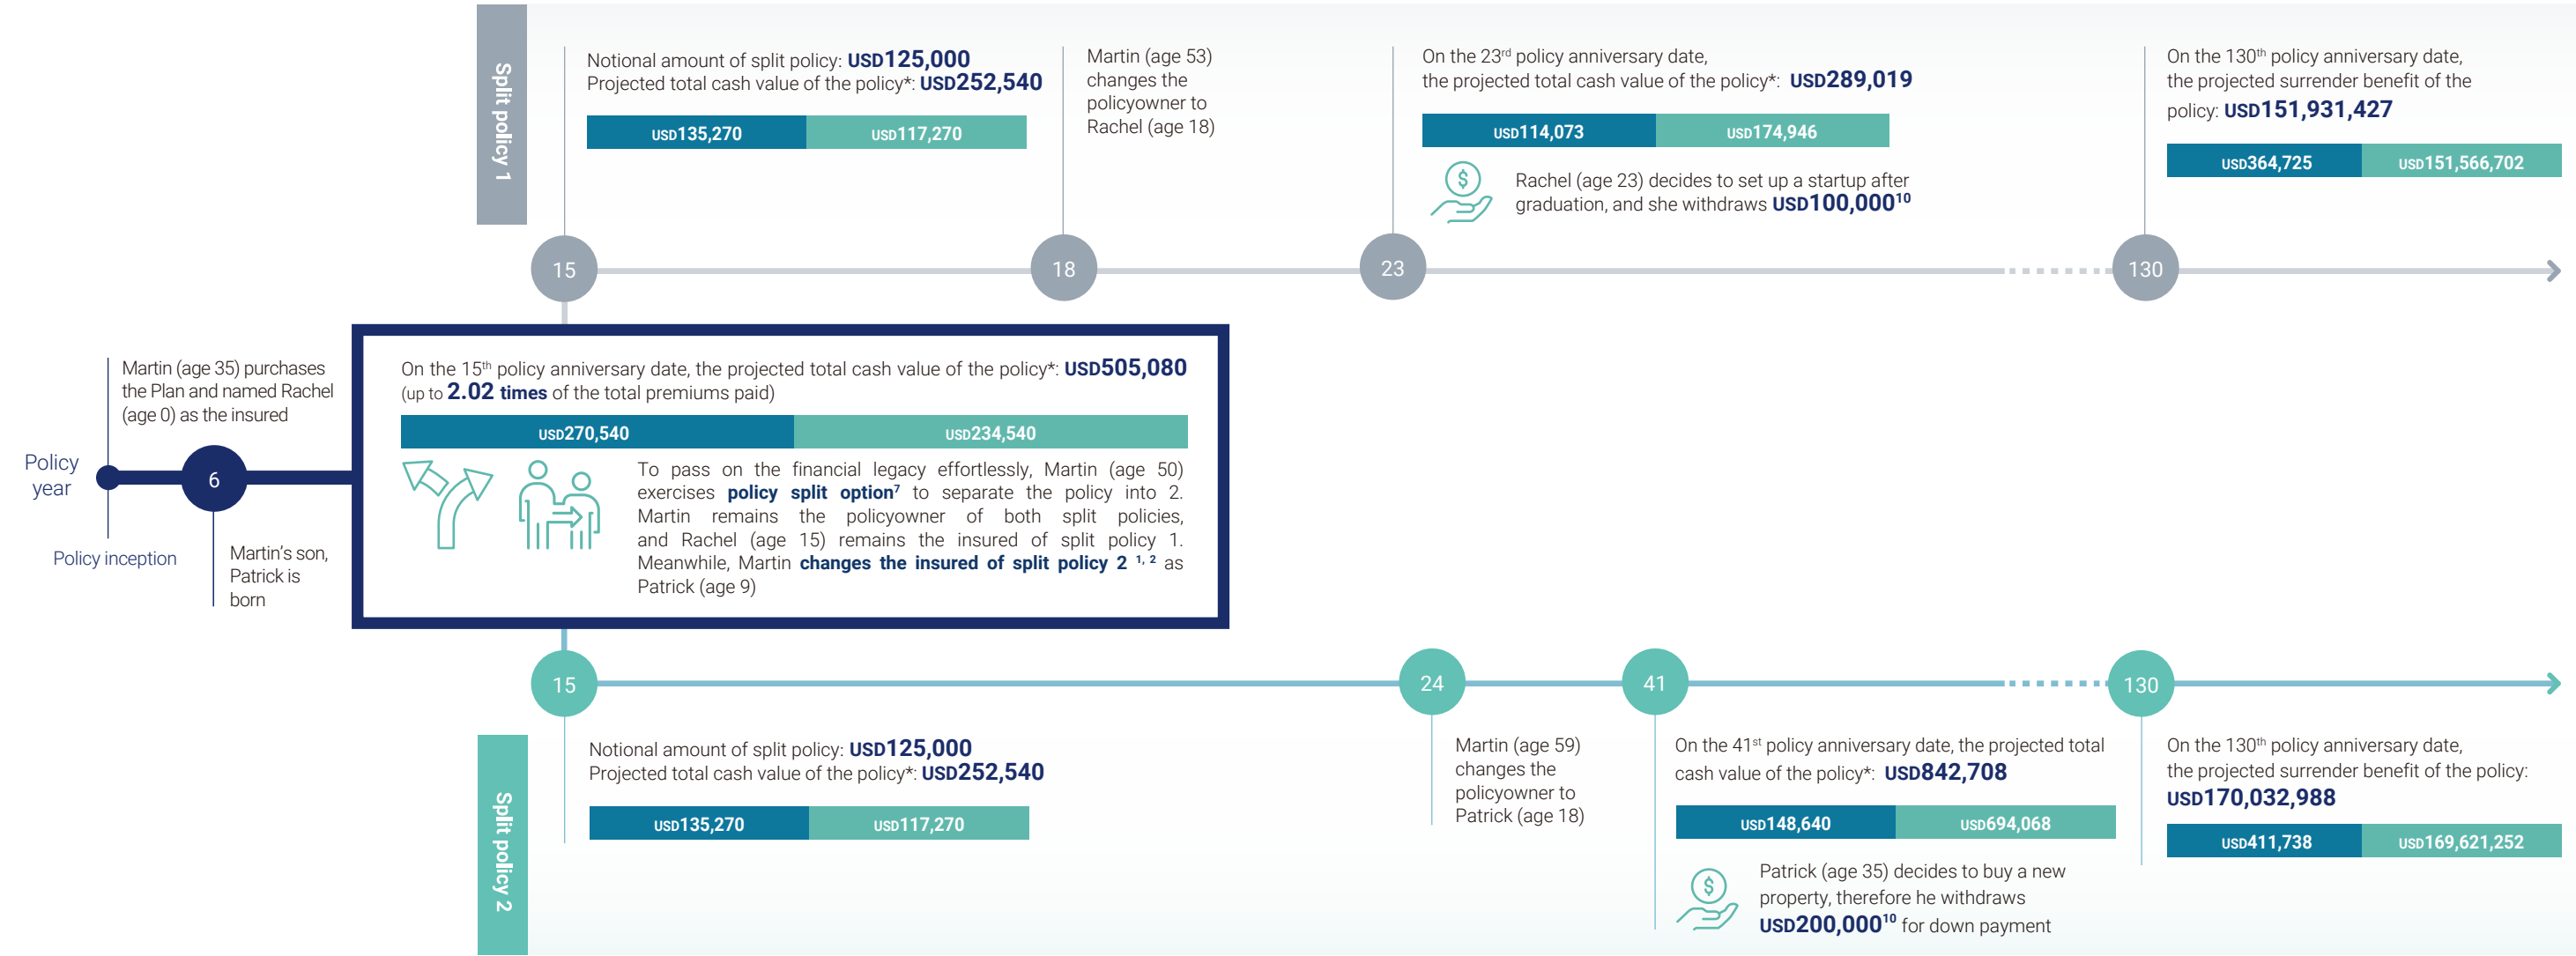 Split policy 1
Notional amount of split policy: USD125,000
Projected total cash value of the policy*: USD252,540
USD135,270
USD117,270
Martin (age 53)
changes the
policyowner to
Rachel (age 18)
On the 23rd policy anniversary date,
the projected total cash value of the policy*: USD289,019
USD114,073
USD174,946
Rachel (age 23) decides to set up a startup after
graduation, and she withdraws USD100,000¹⁰
On the 130th policy anniversary date,
the projected surrender benefit of the
policy: USD151,931,427
USD364,725
USD151,566,702
15
18
23
130
Policy
year
Policy inception
Martin (age 35) purchases
the Plan and named Rachel
(age 0) as the insured
6
Martin's son,
Patrick is
born
On the 15th policy anniversary date, the projected total cash value of the policy*: USD505,080
(up to 2.02 times of the total premiums paid)
USD270,540
USD234,540
To pass on the financial legacy effortlessly, Martin (age 50)
exercises policy split option⁷ to separate the policy into 2.
Martin remains the policyowner of both split policies,
and Rachel (age 15) remains the insured of split policy 1.
Meanwhile, Martin changes the insured of split policy 2 ¹,² as
Patrick (age 9)
15
24
41
130
Split policy 2
Notional amount of split policy: USD125,000
Projected total cash value of the policy*: USD252,540
USD135,270
USD117,270
Martin (age 59)
changes the
policyowner to
Patrick (age 18)
On the 41st policy anniversary date, the projected total
cash value of the policy*: USD842,708
USD148,640
USD694,068
Patrick (age 35) decides to buy a new
property, therefore he withdraws
USD200,000¹⁰ for down payment
On the 130th policy anniversary date,
the projected surrender benefit of the policy:
USD170,032,988
USD411,738
USD169,621,252